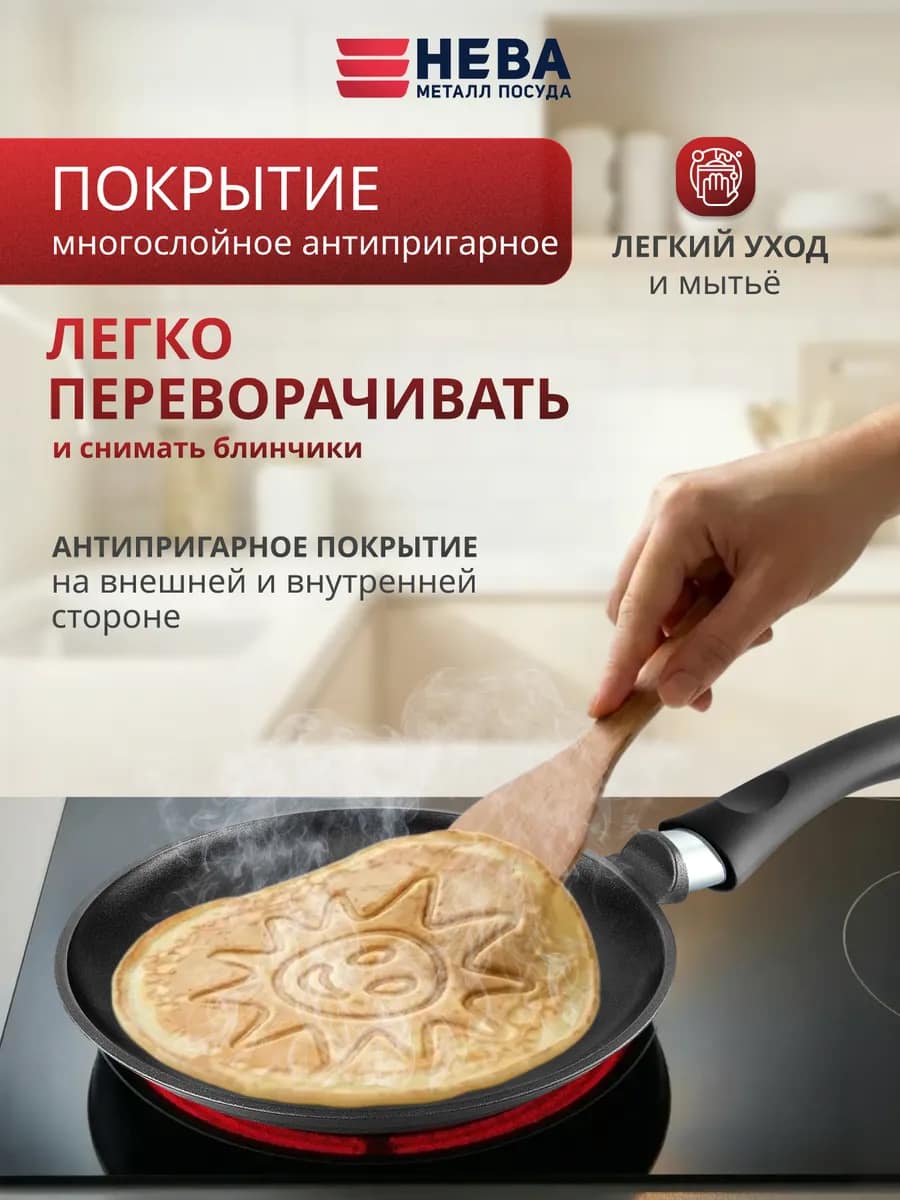 НЕВА
МЕТАЛЛ ПОСУДА
ПОКРЫТИЕ
многослойное антипригарное
ЛЕГКИЙ УХОД
и мытьё
ЛЕГКО
ПЕРЕВОРАЧИВАТЬ
и снимать блинчики
АНТИПРИГАРНОЕ ПОКРЫТИЕ
на внешней и внутренней
стороне